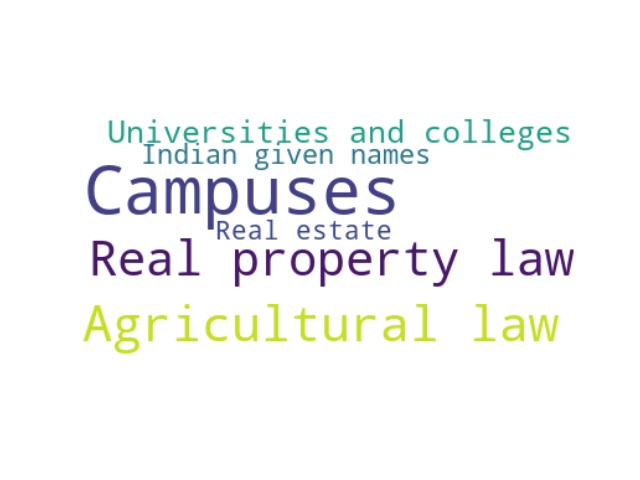 Universities and colleges
Indian given names
Campuses
Real estate
Real property law
Agricultural law